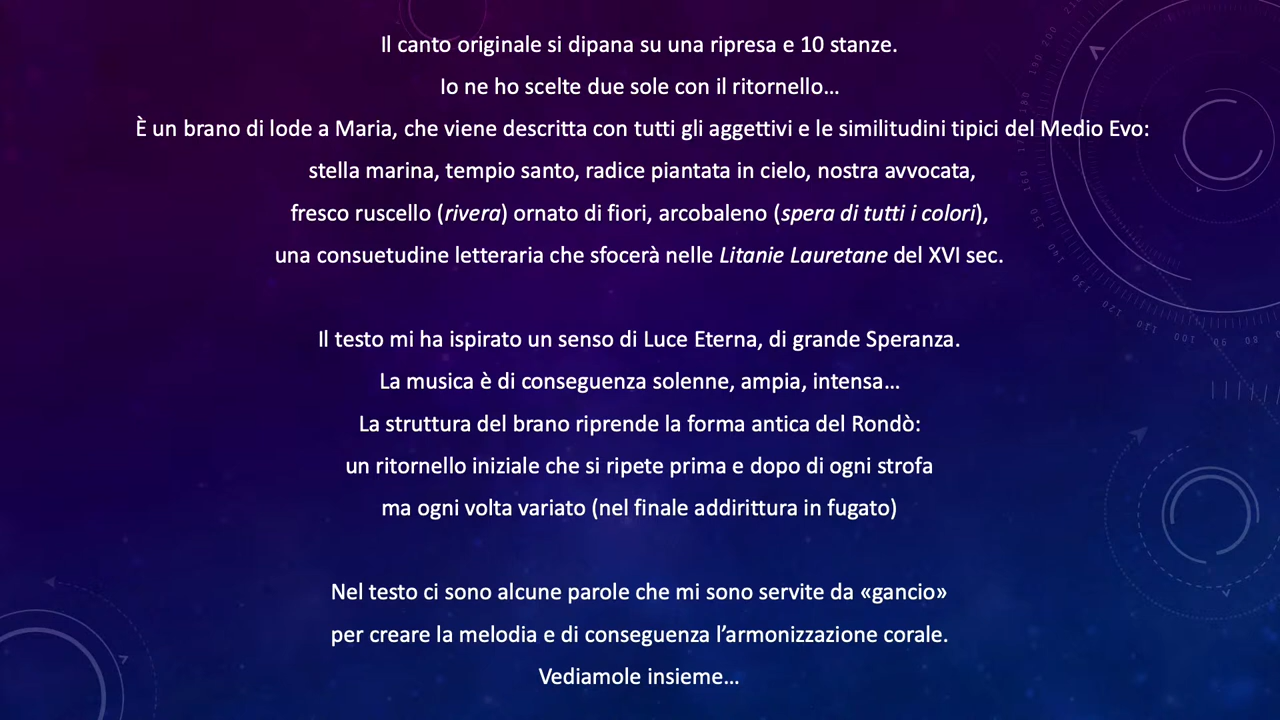 Il canto originale si dipana su una ripresa e 10 stanze.
Io ne ho scelte due sole con il ritornello…
È un brano di lode a Maria, che viene descritta con tutti gli aggettivi e le similitudini tipici del Medio Evo:
stella marina, tempio santo, radice piantata in cielo, nostra avvocata,
fresco ruscello (rivera) ornato di fiori, arcobaleno (spera di tutti i colori),
una consuetudine letteraria che sfocerà nelle Litanie Lauretane del XVI sec.
Il testo mi ha ispirato un senso di Luce Eterna, di grande Speranza.
La musica è di conseguenza solenne, ampia, intensa…
La struttura del brano riprende la forma antica del Rondò:
un ritornello iniziale che si ripete prima e dopo di ogni strofa
ma ogni volta variato (nel finale addirittura in fugato)
Nel testo ci sono alcune parole che mi sono servite da «gancio»
per creare la melodia e di conseguenza l’armonizzazione corale.
Vediamole insieme…